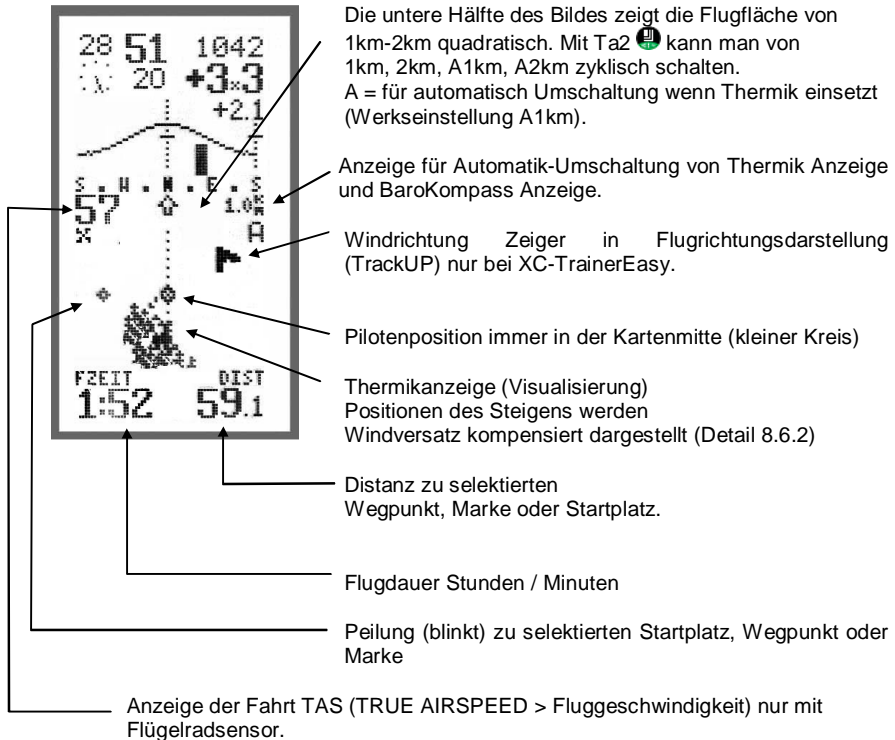 Die untere Hälfte des Bildes zeigt die Flugfläche von
1km-2km quadratisch. Mit Ta2 kann man von
1km, 2km, A1km, A2km zyklisch schalten.
A = für automatisch Umschaltung wenn Thermik einsetzt
(Werkseinstellung A1km).
28 51 1042
20 +3.3
+2.1
S . W . N . E . S
57 1.0 KM
A
Anzeige für Automatik-Umschaltung von Thermik Anzeige
und BaroKompass Anzeige.
Windrichtung Zeiger in Flugrichtungsdarstellung
(TrackUP) nur bei XC-TrainerEasy.
Pilotenposition immer in der Kartenmitte (kleiner Kreis)
Thermikanzeige (Visualisierung)
Positionen des Steigens werden
Windversatz kompensiert dargestellt (Detail 8.6.2)
FZEIT DIST
1:52 59.1
Distanz zu selektierten
Wegpunkt, Marke oder Startplatz.
Flugdauer Stunden / Minuten
Peilung (blinkt) zu selektierten Startplatz, Wegpunkt oder
Marke
Anzeige der Fahrt TAS (TRUE AIRSPEED > Fluggeschwindigkeit) nur mit
Flügelradsensor.